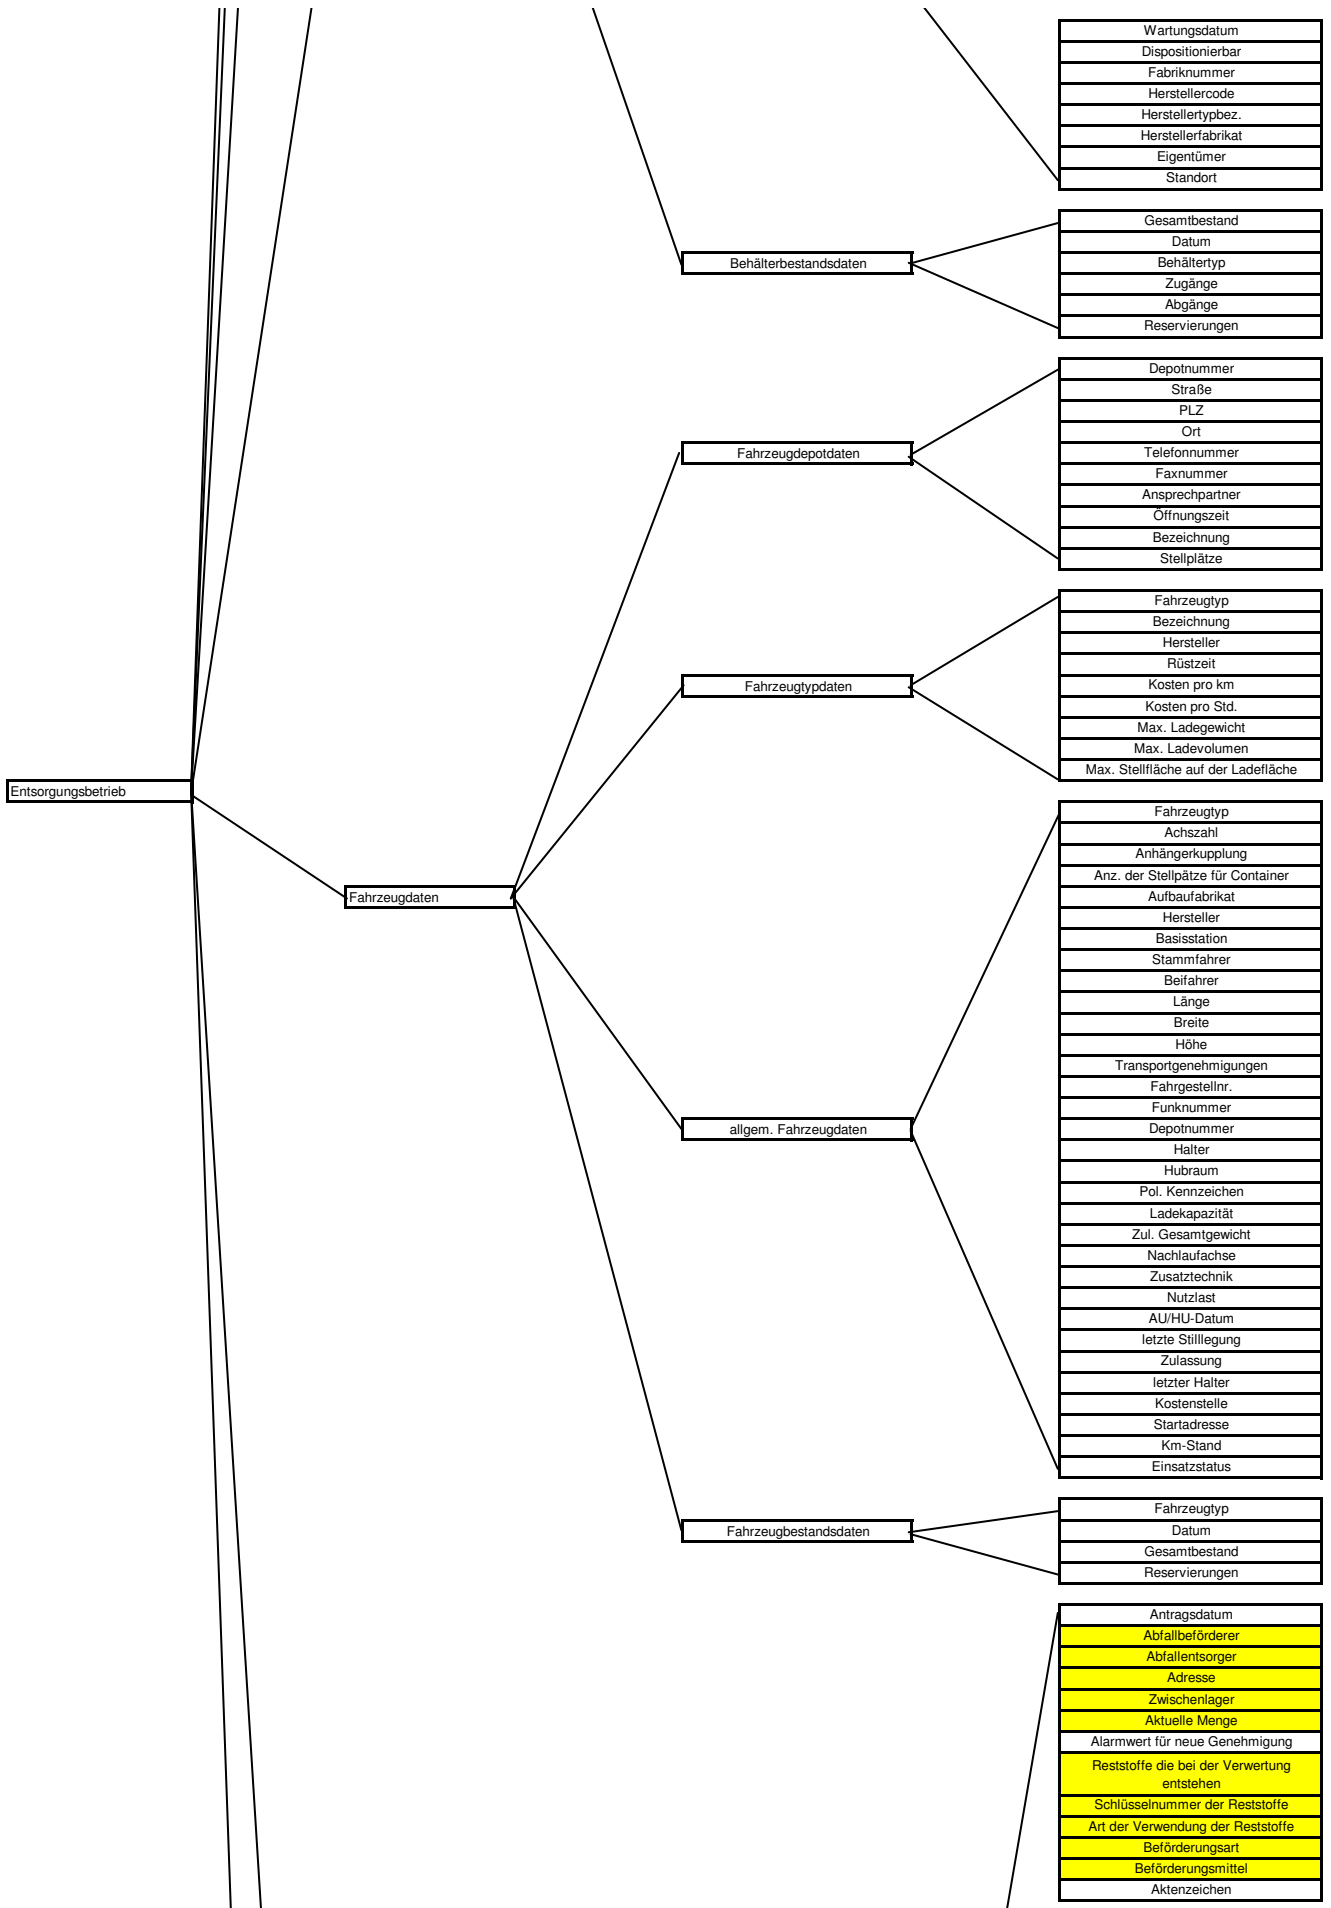 Wartungsdatum
Dispositionierbar
Fabriknummer
Herstellercode
Herstellertypbez.
Herstellerfabrikat
Eigentümer
Standort
Behälterbestandsdaten
Gesamtbestand
Datum
Behältertyp
Zugänge
Abgänge
Reservierungen
Fahrzeugdepotdaten
Depotnummer
Straße
PLZ
Ort
Telefonnummer
Faxnummer
Ansprechpartner
Öffnungszeit
Bezeichnung
Stellplätze
Fahrzeugtypdaten
Fahrzeugtyp
Bezeichnung
Hersteller
Rüstzeit
Kosten pro km
Kosten pro Std.
Max. Ladegewicht
Max. Ladevolumen
Max. Stellfläche auf der Ladefläche
Entsorgungsbetrieb
Fahrzeugdaten
allgem. Fahrzeugdaten
Fahrzeugtyp
Achszahl
Anhängerkupplung
Anz. der Stellpätze für Container
Aufbaufabrikat
Hersteller
Basisstation
Stammfahrer
Beifahrer
Länge
Breite
Höhe
Transportgenehmigungen
Fahrgestellnr.
Funknummer
Depotnummer
Halter
Hubraum
Pol. Kennzeichen
Ladekapazität
Zul. Gesamtgewicht
Nachlaufachse
Zusatztechnik
Nutzlast
AU/HU-Datum
letzte Stilllegung
Zulassung
letzter Halter
Kostenstelle
Startadresse
Km-Stand
Einsatzstatus
Fahrzeugbestandsdaten
Fahrzeugtyp
Datum
Gesamtbestand
Reservierungen
Antragsdatum
Abfallbeförderer
Abfallentsorger
Adresse
Zwischenlager
Aktuelle Menge
Alarmwert für neue Genehmigung
Reststoffe die bei der Verwertung
entstehen
Schlüsselnummer der Reststoffe
Art der Verwendung der Reststoffe
Beförderungsart
Beförderungsmittel
Aktenzeichen